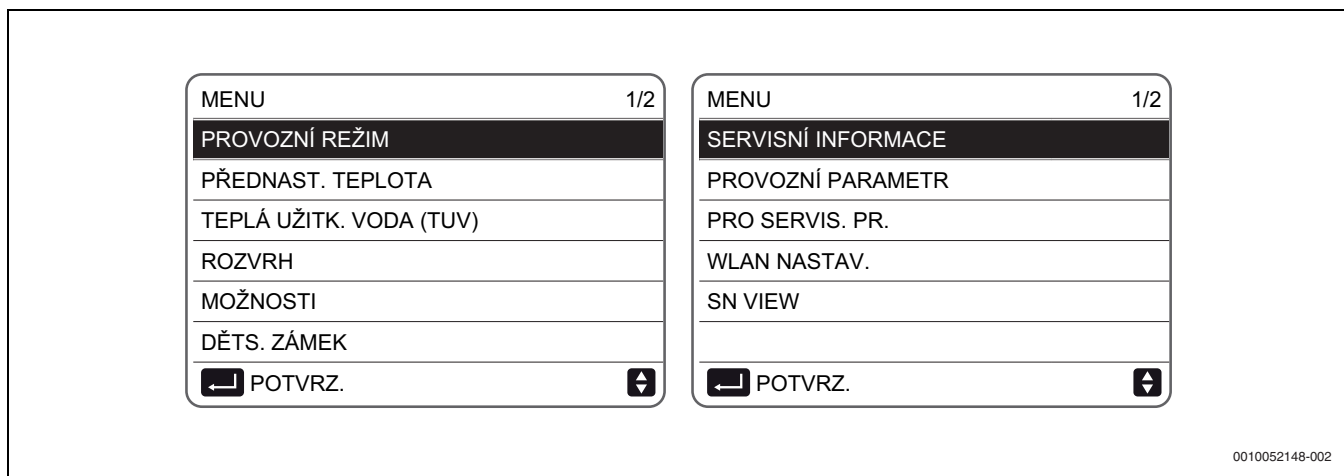 MENU 1/2
PROVOZNÍ REŽIM
PŘEDNAST. TEPLOTA
TEPLÁ UŽITK. VODA (TUV)
ROZVRH
MOŽNOSTI
DĚTS. ZÁMEK
POTVRZ.
MENU 1/2
SERVISNÍ INFORMACE
PROVOZNÍ PARAMETR
PRO SERVIS. PR.
WLAN NASTAV.
SN VIEW
POTVRZ.
0010052148-002